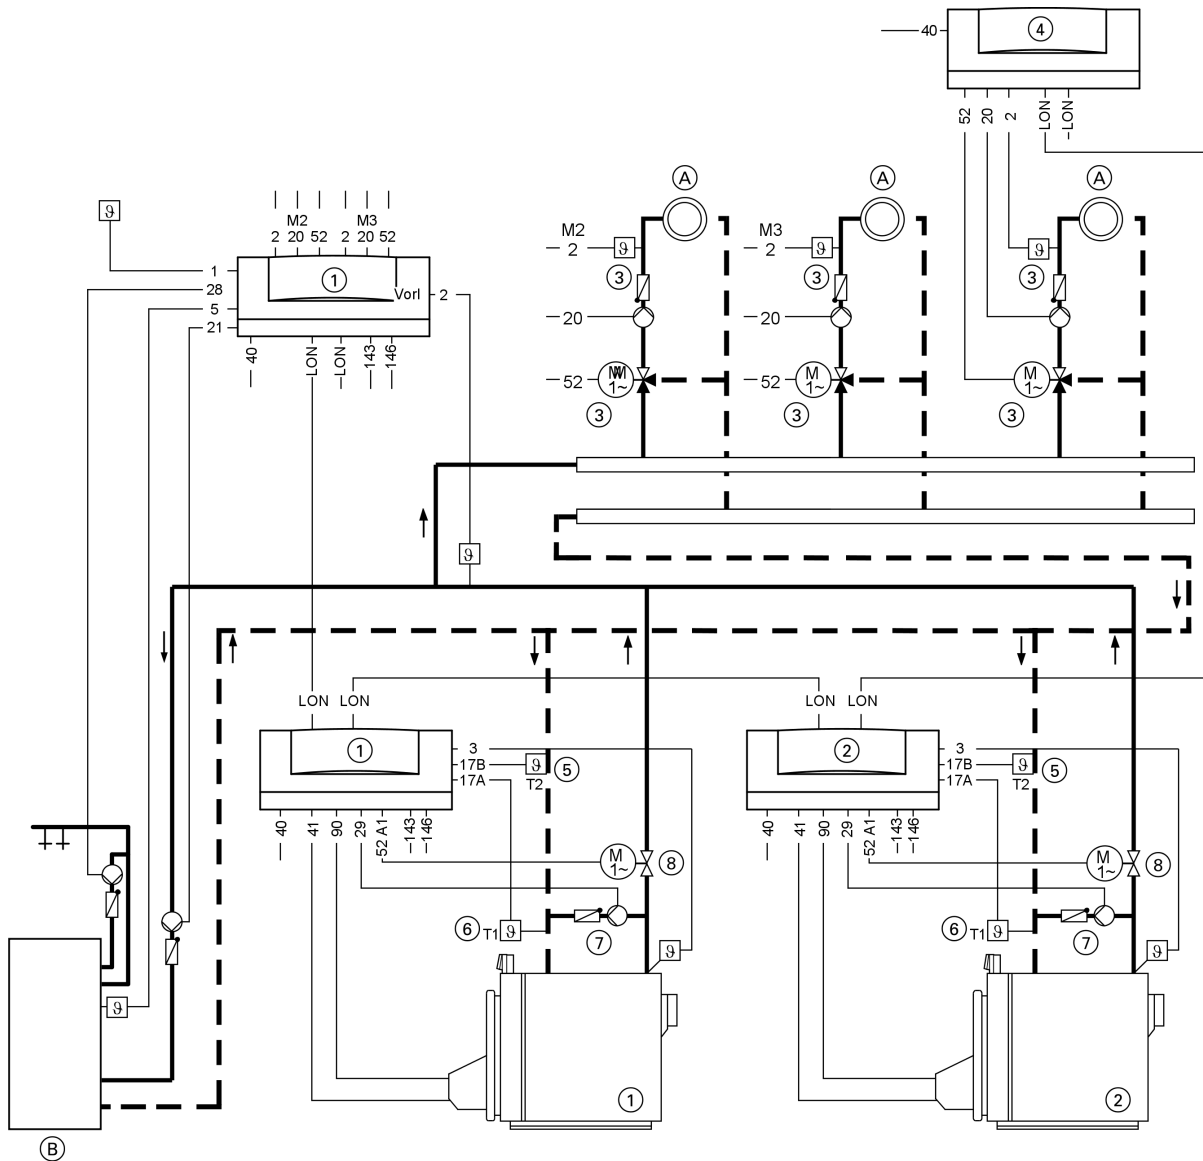 40
④
52 20 2 LON LON
Ⓐ Ⓐ Ⓐ
ϑ
M2 M3
2 20 52 2 20 52
M2
2 ϑ
M3
2 ϑ
ϑ
1
28
5
21
①
Vorl
2
③ ③ ③
20 20
40 LON LON 143 146
52 M 1~
52 M 1~
M 1~
③ ③ ③
ϑ
LON LON
LON LON
①
3
17B ϑ ⑤
17A T2
②
3
17B ϑ ⑤
17A T2
40 41 90 29 52 A1 143 146
40 41 90 29 52 A1 143 146
M 1~ ⑧
M 1~ ⑧
⑥ T1 ϑ ⑦
⑥ T1 ϑ ⑦
ϑ ϑ
ϑ
① ②
Ⓑ